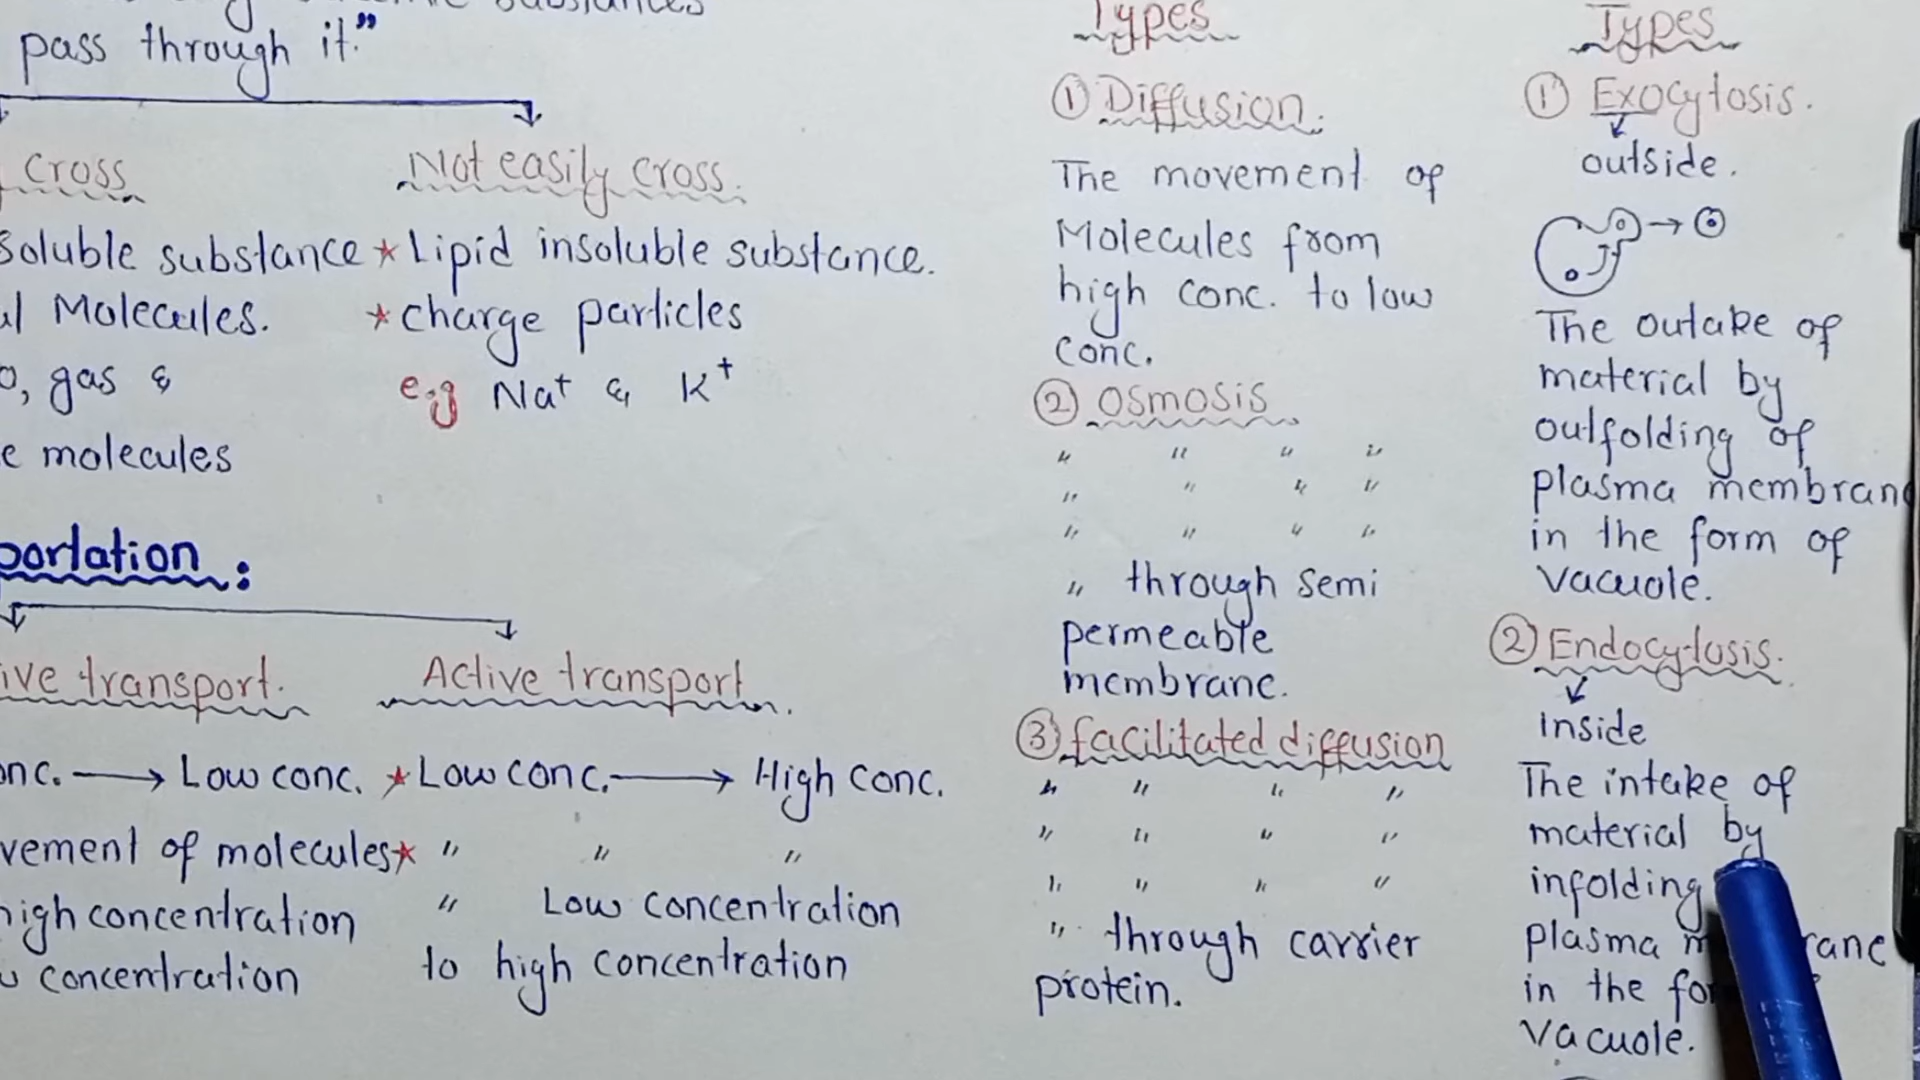 pass through it."
cross
Not easily cross.
soluble substance * Lipid insoluble substance.
Molecules. * charge particles
gas & e.g Na+ & K+
molecules
portation :
ive transport. Active transport
onc. → Low conc. * Low conc. → High conc.
vement of molecules * " " "
high concentration " Low concentration
concentration to high concentration
Types
① Diffusion.
The movement of
Molecules from
high conc. to low
conc.
② Osmosis
" " " "
" " " "
" " " "
" through semi
permeable
membrane.
③ facilitated diffusion
" " " "
" " " "
" " " "
" through carrier
protein.
Types
① Exocytosis.
outside.
The outake of
material by
outfolding of
plasma membran
in the form of
vacuole.
② Endocytosis.
inside
The intake of
material by
infolding
plasma m rane
in the fo
vacuole.